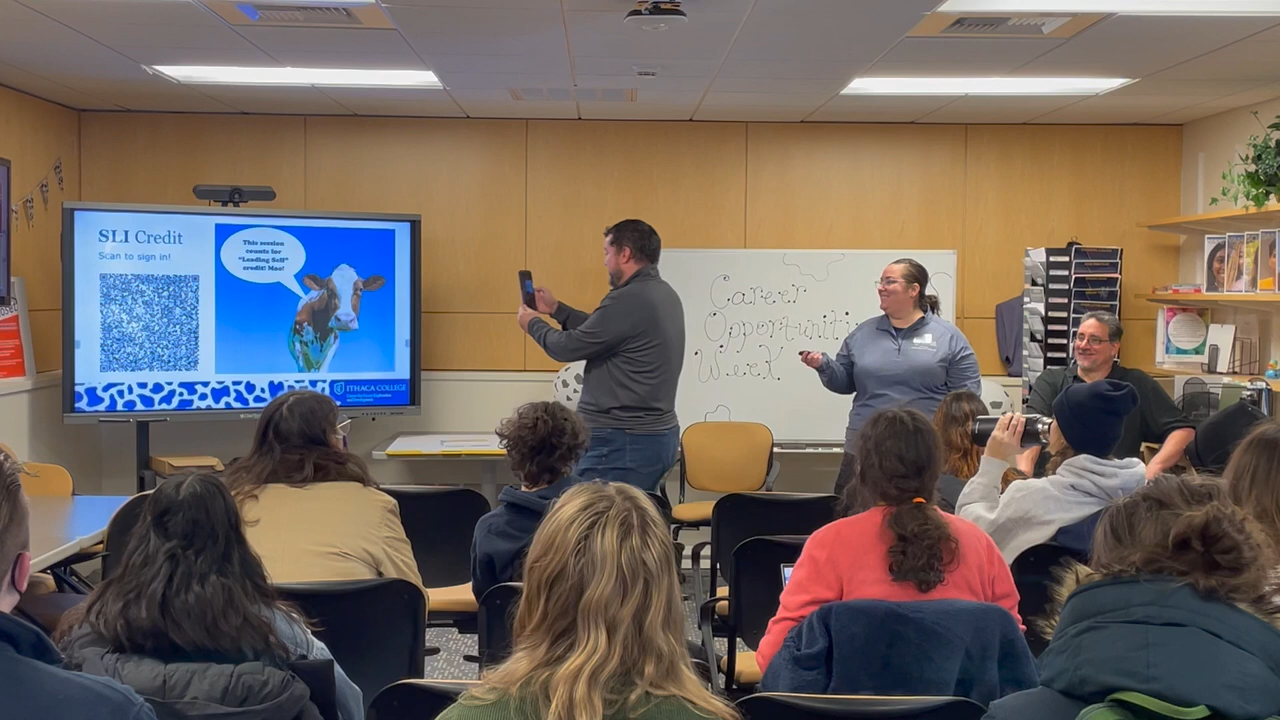 SLI Credit
Scan to sign in!
This session
counts for
"Leading Self"
credit! Moo!
ITHACA COLLEGE
Career
Opportuniti
Week